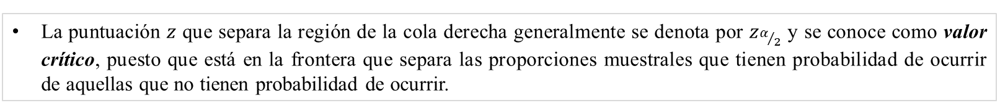 • La puntuación z que separa la región de la cola derecha generalmente se denota por z α/2 y se conoce como valor
crítico, puesto que está en la frontera que separa las proporciones muestrales que tienen probabilidad de ocurrir
de aquellas que no tienen probabilidad de ocurrir.